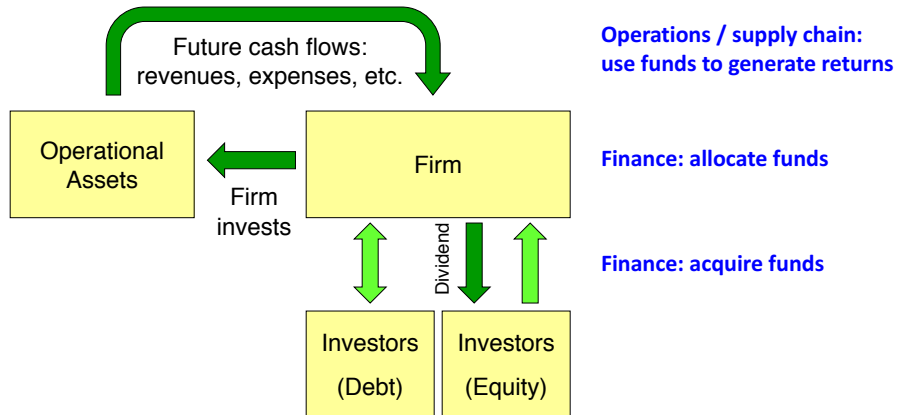 Future cash flows:
revenues, expenses, etc.
Operations / supply chain:
use funds to generate returns
Operational
Assets
Firm
invests
Firm
Finance: allocate funds
Dividend
Finance: acquire funds
Investors
(Debt)
Investors
(Equity)